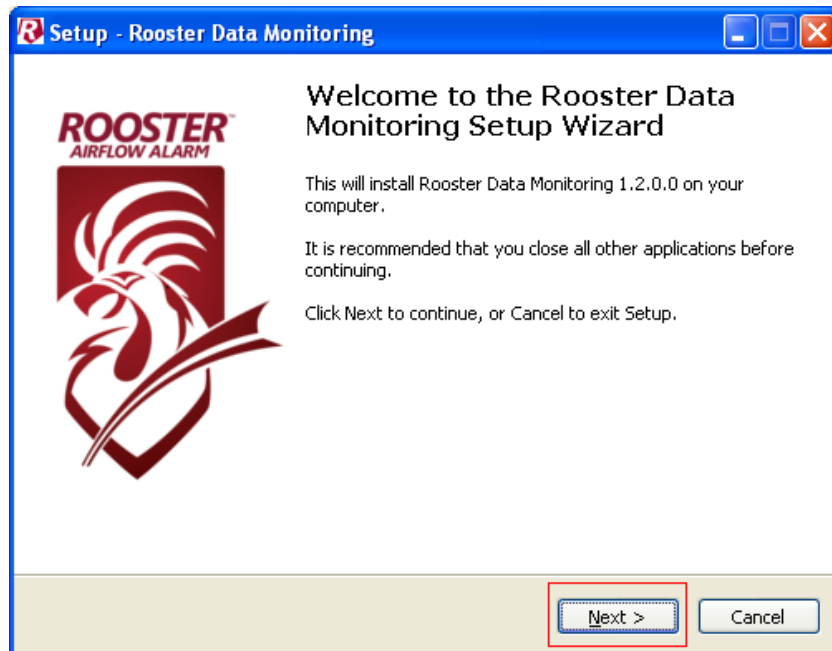 Setup - Rooster Data Monitoring
ROOSTER™
AIRFLOW ALARM
Welcome to the Rooster Data
Monitoring Setup Wizard
This will install Rooster Data Monitoring 1.2.0.0 on your
computer.
It is recommended that you close all other applications before
continuing.
Click Next to continue, or Cancel to exit Setup.
Next >
Cancel